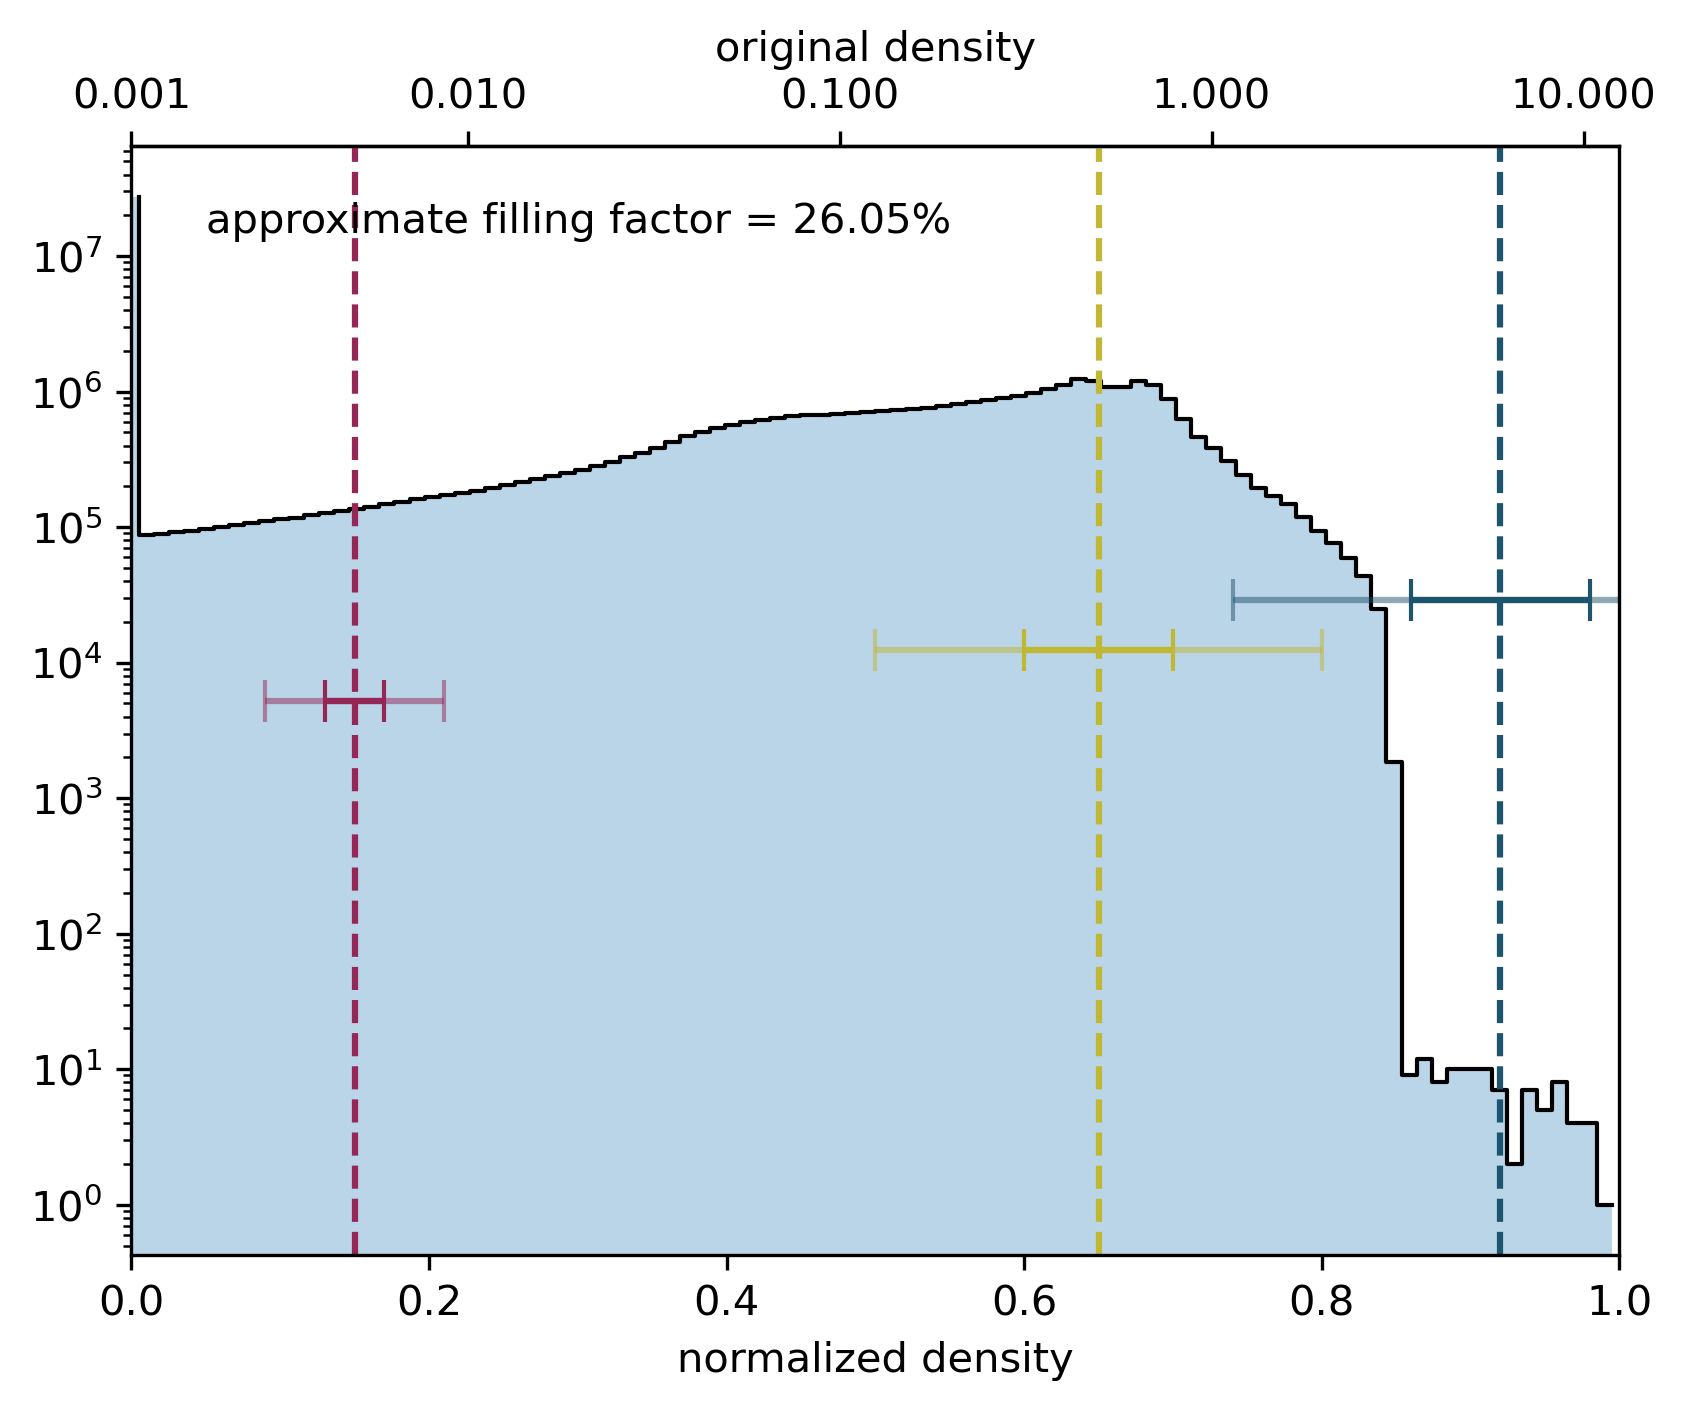 original density
0.001 0.010 0.100 1.000 10.000
approximate filling factor = 26.05%
10⁷
10⁶
10⁵
10⁴
10³
10²
10¹
10⁰
0.0 0.2 0.4 0.6 0.8 1.0
normalized density